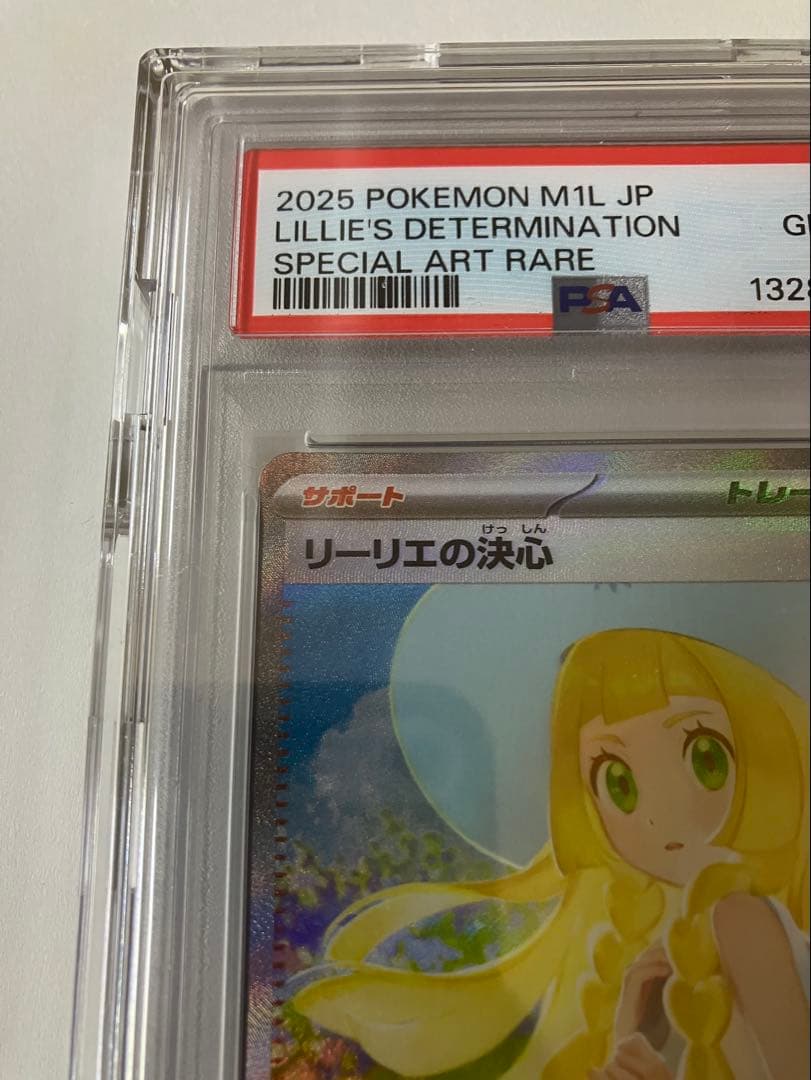 2025 POKEMON M1L JP
LILLIE'S DETERMINATION
SPECIAL ART RARE
PSA
サポート
けっ しん
リーリエの決心